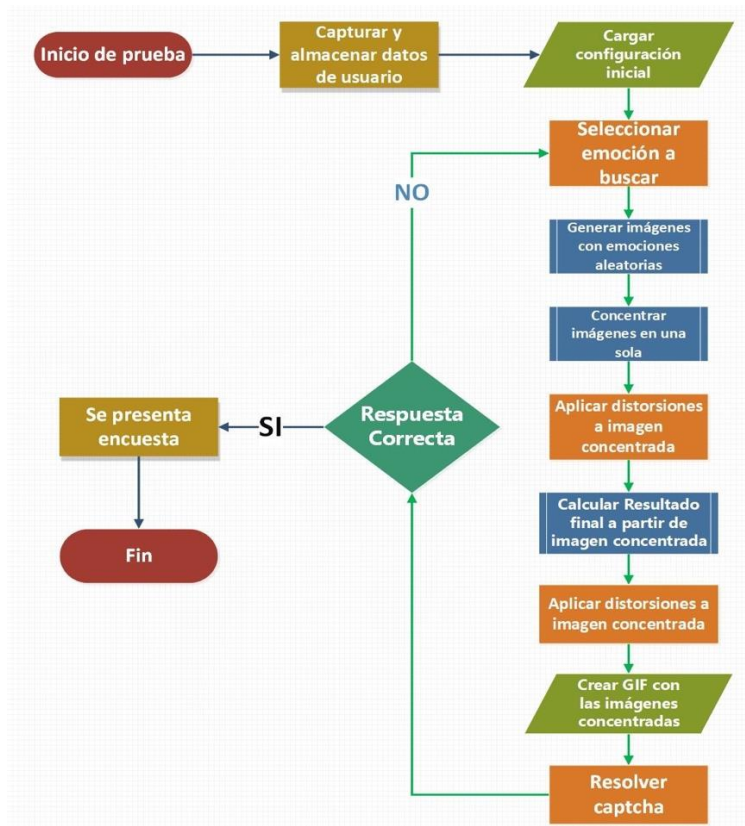 Inicio de prueba
Capturar y
almacenar datos
de usuario
Cargar
configuración
inicial
Seleccionar
emoción a
buscar
NO
Generar imágenes
con emociones
aleatorias
Concentrar
imágenes en una
sola
Respuesta
Correcta
SI
Se presenta
encuesta
Aplicar distorsiones
a imagen
concentrada
Calcular Resultado
final a partir de
imagen concentrada
Fin
Aplicar distorsiones a
imagen concentrada
Crear GIF con
las imágenes
concentradas
Resolver
captcha